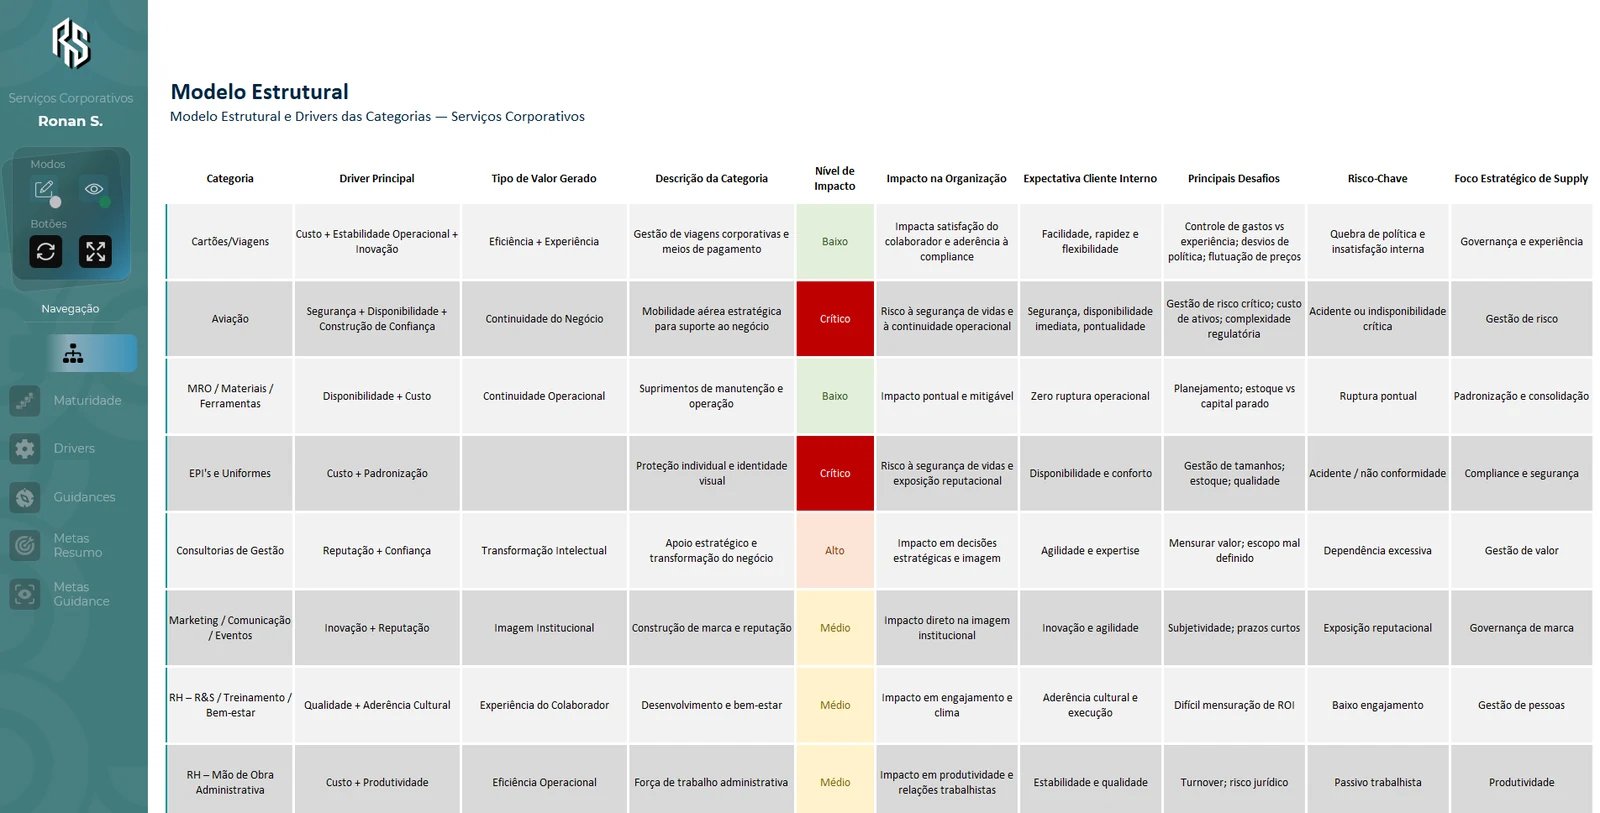 RS
Serviços Corporativos
Ronan S.
Modos
Botões
Navegação
Maturidade
Drivers
Guidances
Metas
Resumo
Metas
Guidance
Modelo Estrutural
Modelo Estrutural e Drivers das Categorias — Serviços Corporativos
Categoria
Driver Principal
Tipo de Valor Gerado
Descrição da Categoria
Nível de
Impacto
Impacto na Organização
Expectativa Cliente Interno
Principais Desafios
Risco-Chave
Foco Estratégico de Supply
Cartões/Viagens
Custo + Estabilidade Operacional +
Inovação
Eficiência + Experiência
Gestão de viagens corporativas e
meios de pagamento
Baixo
Impacta satisfação do
colaborador e aderência à
compliance
Facilidade, rapidez e
flexibilidade
Controle de gastos vs
experiência; desvios de
política; flutuação de preços
Quebra de política e
insatisfação interna
Governança e experiência
Aviação
Segurança + Disponibilidade +
Construção de Confiança
Continuidade do Negócio
Mobilidade aérea estratégica
para suporte ao negócio
Crítico
Risco à segurança de vidas e
à continuidade operacional
Segurança, disponibilidade
imediata, pontualidade
Gestão de risco crítico; custo
de ativos; complexidade
regulatória
Acidente ou indisponibilidade
crítica
Gestão de risco
MRO / Materiais /
Ferramentas
Disponibilidade + Custo
Continuidade Operacional
Suprimentos de manutenção e
operação
Baixo
Impacto pontual e mitigável
Zero ruptura operacional
Planejamento; estoque vs
capital parado
Ruptura pontual
Padronização e consolidação
EPI's e Uniformes
Custo + Padronização
Proteção individual e identidade
visual
Crítico
Risco à segurança de vidas e
exposição reputacional
Disponibilidade e conforto
Gestão de tamanhos;
estoque; qualidade
Acidente / não conformidade
Compliance e segurança
Consultorias de Gestão
Reputação + Confiança
Transformação Intelectual
Apoio estratégico e
transformação do negócio
Alto
Impacto em decisões
estratégicas e imagem
Agilidade e expertise
Mensurar valor; escopo mal
definido
Dependência excessiva
Gestão de valor
Marketing / Comunicação
/ Eventos
Inovação + Reputação
Imagem Institucional
Construção de marca e reputação
Médio
Impacto direto na imagem
institucional
Inovação e agilidade
Subjetividade; prazos curtos
Exposição reputacional
Governança de marca
RH – R&S / Treinamento /
Bem-estar
Qualidade + Aderência Cultural
Experiência do Colaborador
Desenvolvimento e bem-estar
Médio
Impacto em engajamento e
clima
Aderência cultural e
execução
Difícil mensuração de ROI
Baixo engajamento
Gestão de pessoas
RH – Mão de Obra
Administrativa
Custo + Produtividade
Eficiência Operacional
Força de trabalho administrativa
Médio
Impacto em produtividade e
relações trabalhistas
Estabilidade e qualidade
Turnover; risco jurídico
Passivo trabalhista
Produtividade